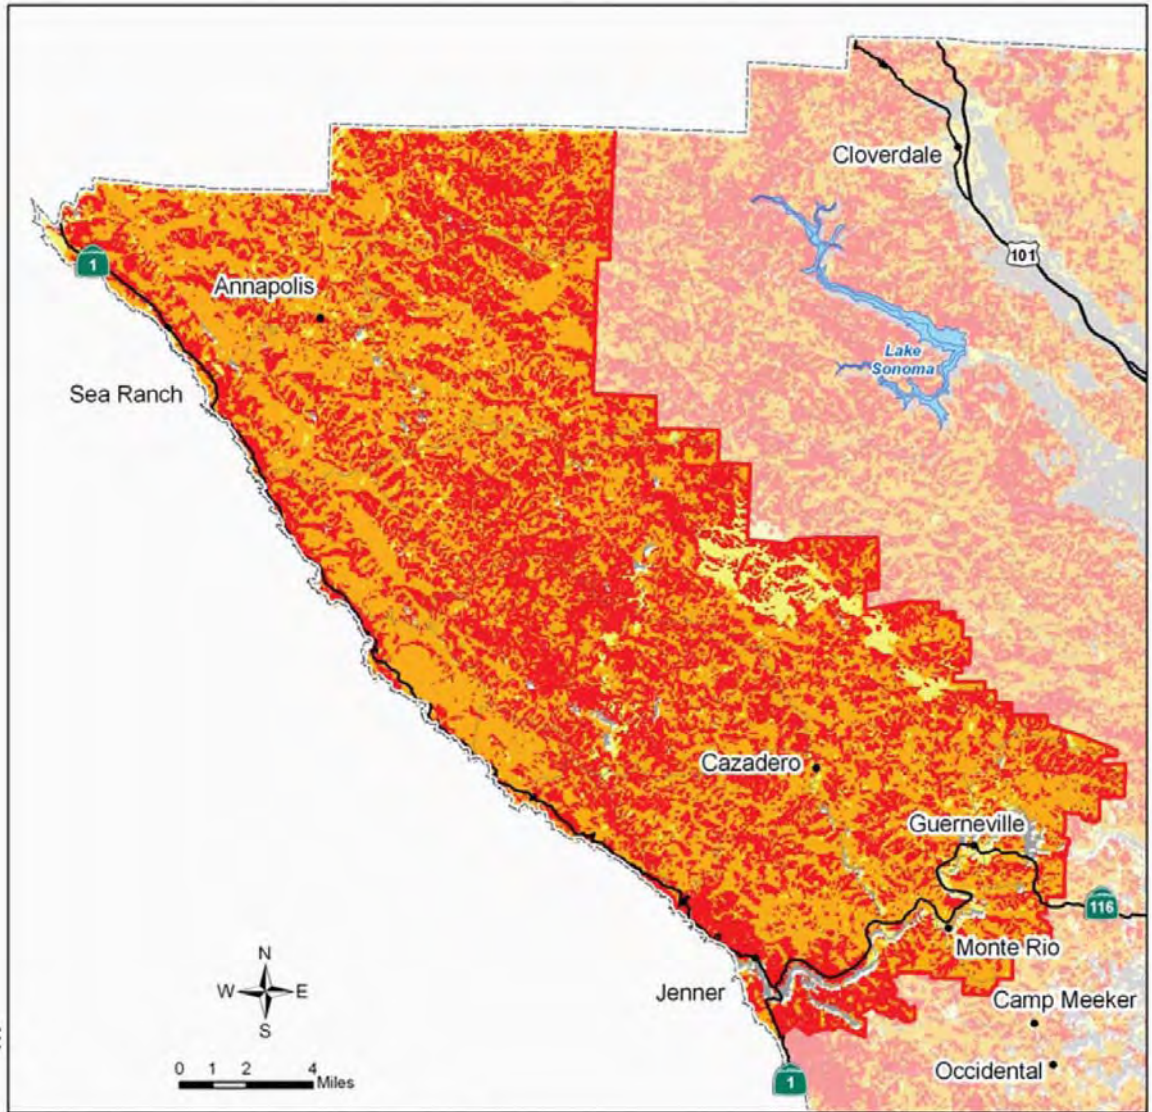 Cloverdale
101
1
Annapolis
Lake
Sonoma
Sea Ranch
Cazadero
Guerneville
116
Monte Rio
N
W E
S
Jenner
Camp Meeker
0 1 2 4
Miles
1
Occidental